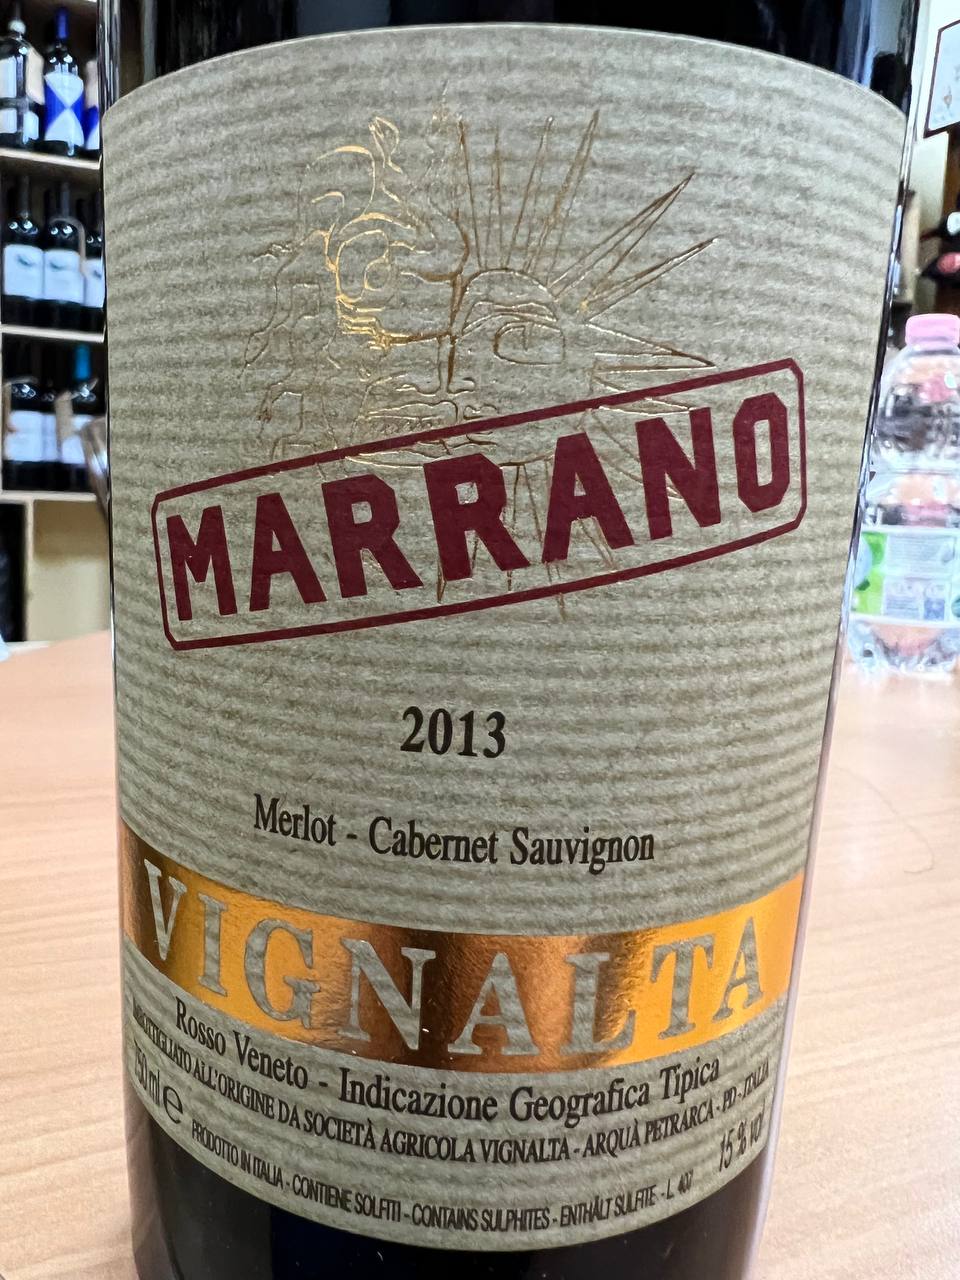 MARRANO
2013
Merlot - Cabernet Sauvignon
VIGNALTA
Rosso Veneto - Indicazione Geografica Tipica
IMBOTTIGLIATO ALL'ORIGINE DA SOCIETÀ AGRICOLA VIGNALTA - ARQUÀ PETRARCA - PD - ITALIA
750 ml e
15 % vol
PRODOTTO IN ITALIA - CONTIENE SOLFITI - CONTAINS SULPHITES - ENTHÄLT SULFITE - L 407